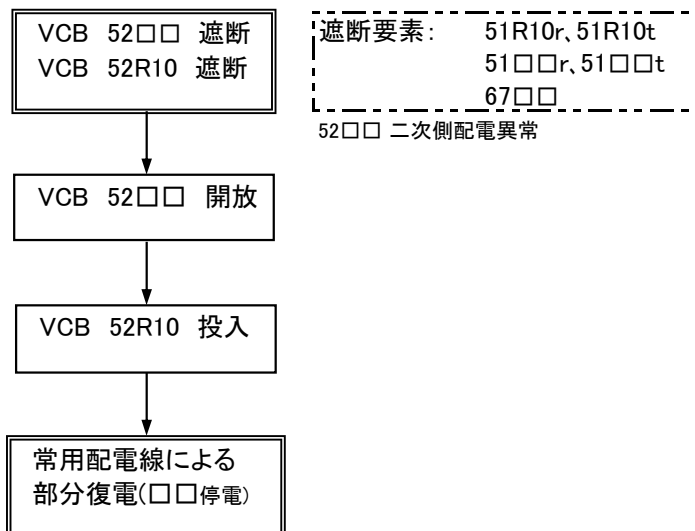 VCB 52□□ 遮断
VCB 52R10 遮断
遮断要素: 51R10r、51R10t
51□□r、51□□t
67□□
52□□ 二次側配電異常
VCB 52□□ 開放
VCB 52R10 投入
常用配電線による
部分復電(□□停電)